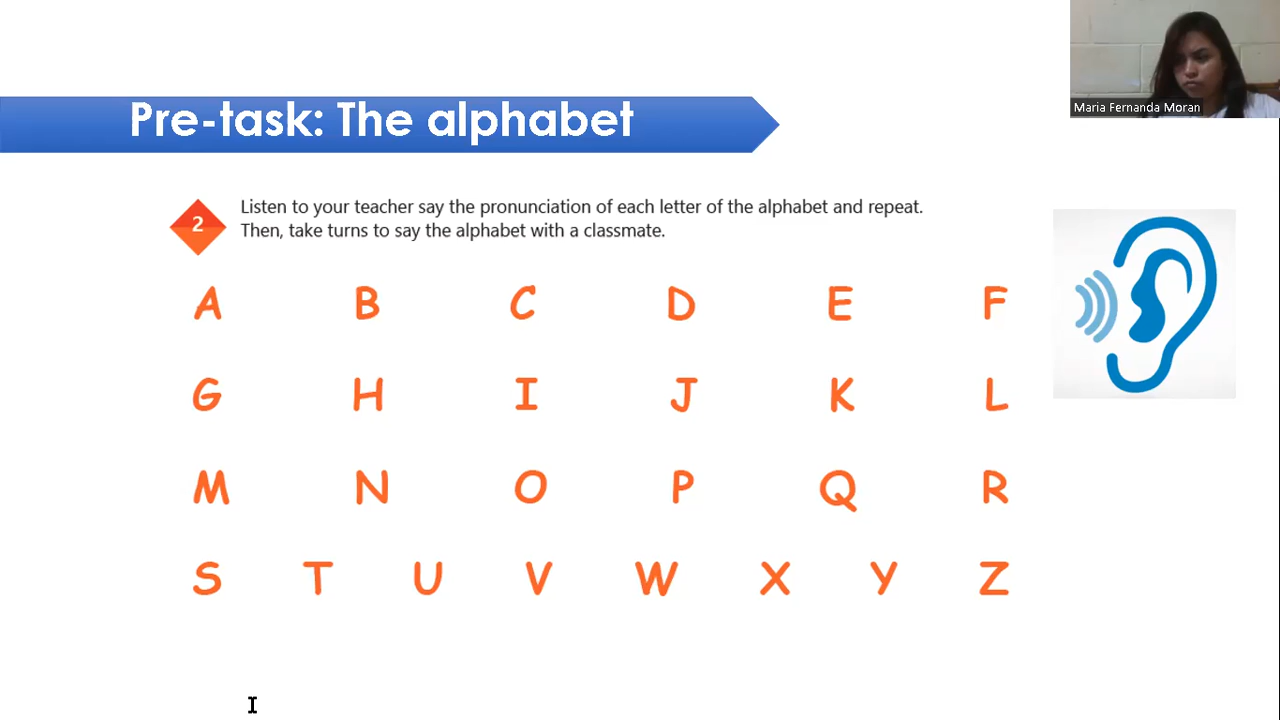 Maria Fernanda Moran
Pre-task: The alphabet
2
Listen to your teacher say the pronunciation of each letter of the alphabet and repeat.
Then, take turns to say the alphabet with a classmate.
A B C D E F
G H I J K L
M N O P Q R
S T U V W X Y Z